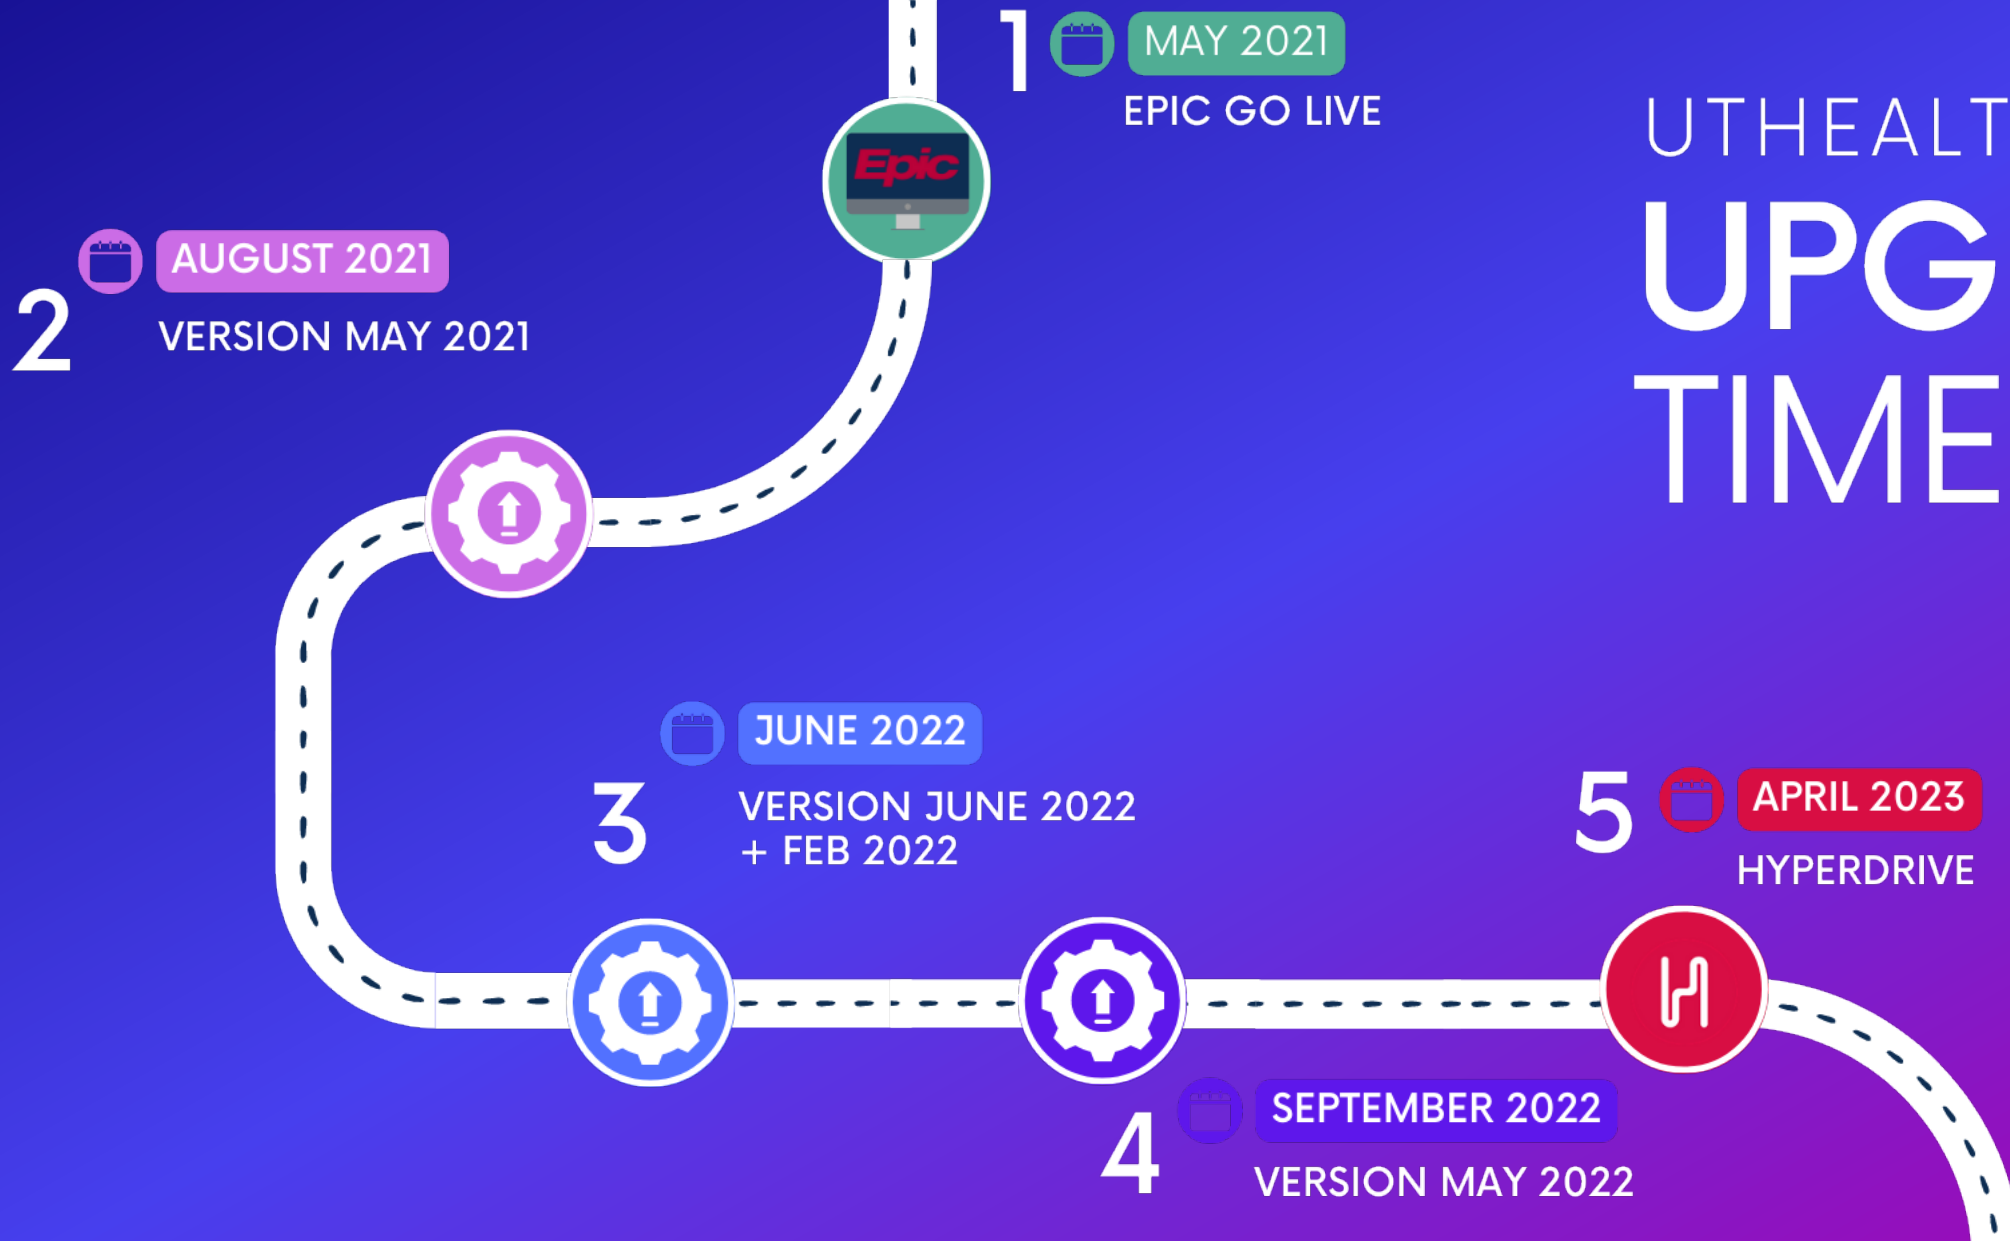 1
MAY 2021
EPIC GO LIVE
Epic
UTHEALT
UPG
TIME
2
AUGUST 2021
VERSION MAY 2021
3
JUNE 2022
VERSION JUNE 2022
+ FEB 2022
4
SEPTEMBER 2022
VERSION MAY 2022
5
APRIL 2023
HYPERDRIVE